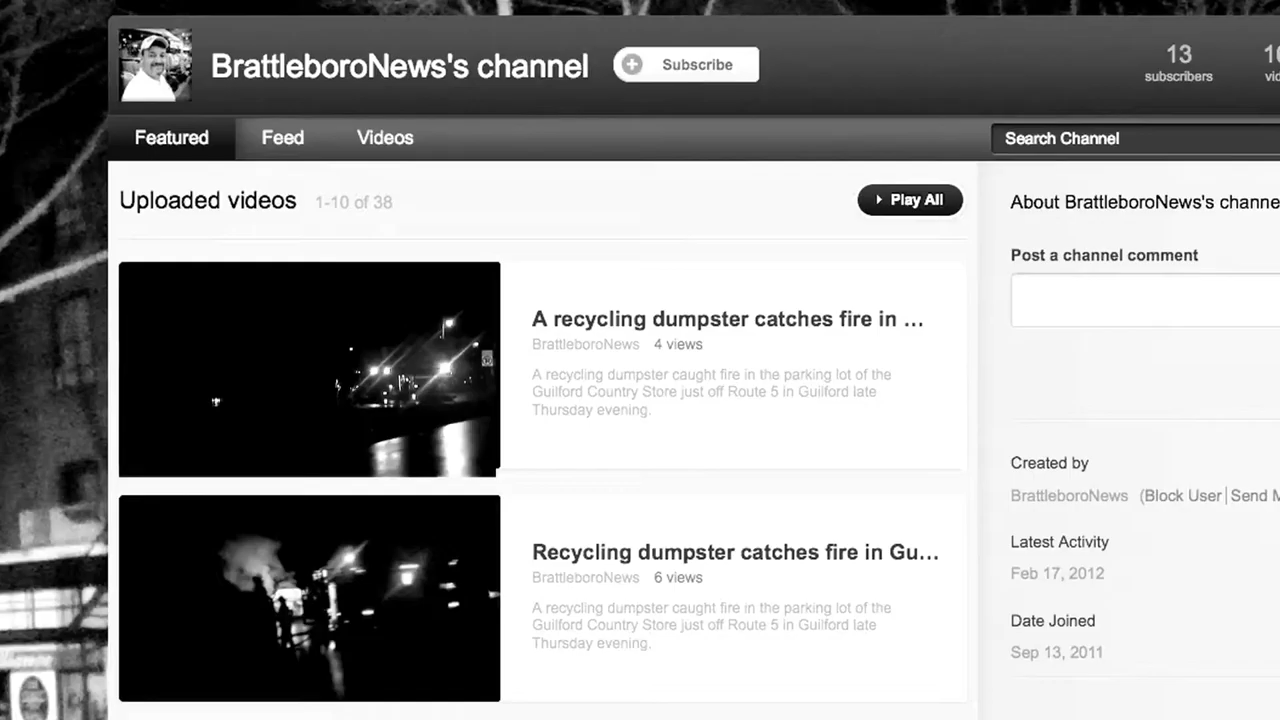 BrattleboroNews's channel
Subscribe
13
subscribers
Featured
Feed
Videos
Search Channel
Uploaded videos 1-10 of 38
Play All
About BrattleboroNews's channe
Post a channel comment
A recycling dumpster catches fire in ...
BrattleboroNews 4 views
A recycling dumpster caught fire in the parking lot of the
Guilford Country Store just off Route 5 in Guilford late
Thursday evening.
Created by
BrattleboroNews (Block User | Send M
Latest Activity
Feb 17, 2012
Date Joined
Sep 13, 2011
Recycling dumpster catches fire in Gu...
BrattleboroNews 6 views
A recycling dumpster caught fire in the parking lot of the
Guilford Country Store just off Route 5 in Guilford late
Thursday evening.